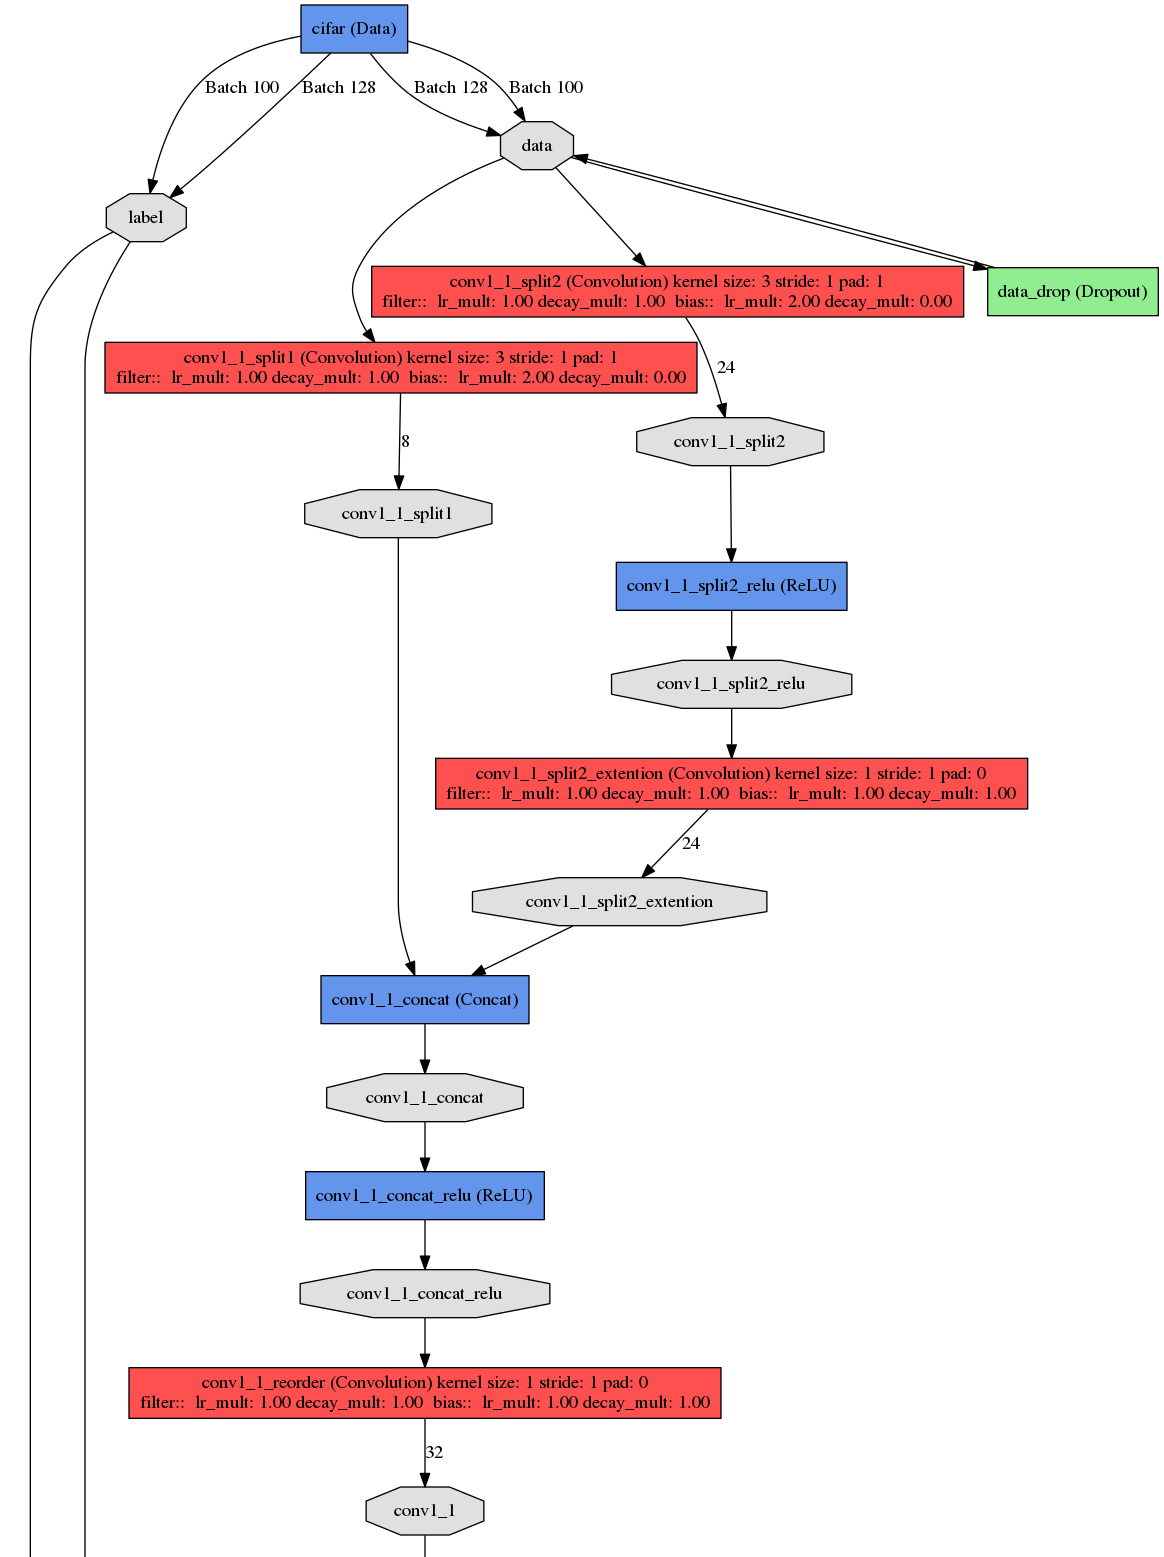 cifar (Data)
Batch 100
Batch 128
Batch 128
Batch 100
data
label
conv1_1_split2 (Convolution) kernel size: 3 stride: 1 pad: 1
filter:: lr_mult: 1.00 decay_mult: 1.00 bias:: lr_mult: 2.00 decay_mult: 0.00
data_drop (Dropout)
conv1_1_split1 (Convolution) kernel size: 3 stride: 1 pad: 1
filter:: lr_mult: 1.00 decay_mult: 1.00 bias:: lr_mult: 2.00 decay_mult: 0.00
24
8
conv1_1_split2
conv1_1_split1
conv1_1_split2_relu (ReLU)
conv1_1_split2_relu
conv1_1_split2_extention (Convolution) kernel size: 1 stride: 1 pad: 0
filter:: lr_mult: 1.00 decay_mult: 1.00 bias:: lr_mult: 1.00 decay_mult: 1.00
24
conv1_1_split2_extention
conv1_1_concat (Concat)
conv1_1_concat
conv1_1_concat_relu (ReLU)
conv1_1_concat_relu
conv1_1_reorder (Convolution) kernel size: 1 stride: 1 pad: 0
filter:: lr_mult: 1.00 decay_mult: 1.00 bias:: lr_mult: 1.00 decay_mult: 1.00
32
conv1_1